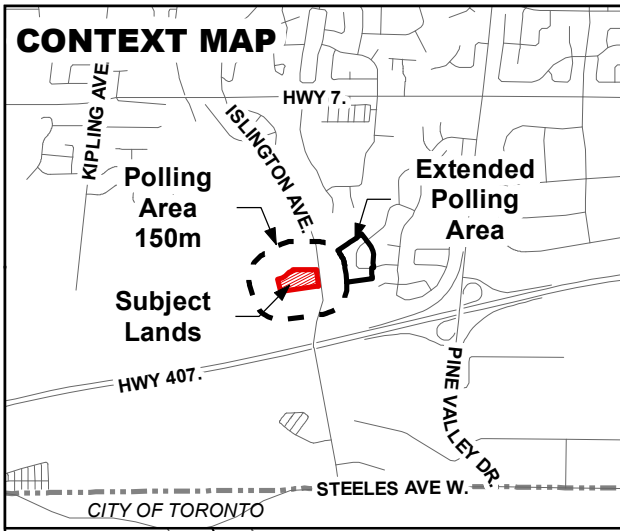 CONTEXT MAP
KIPLING AVE
HWY 7.
ISLINGTON AVE.
Polling
Area
150m
Extended
Polling
Area
Subject
Lands
HWY 407.
PINE VALLEY DR.
STEELES AVE W.
CITY OF TORONTO